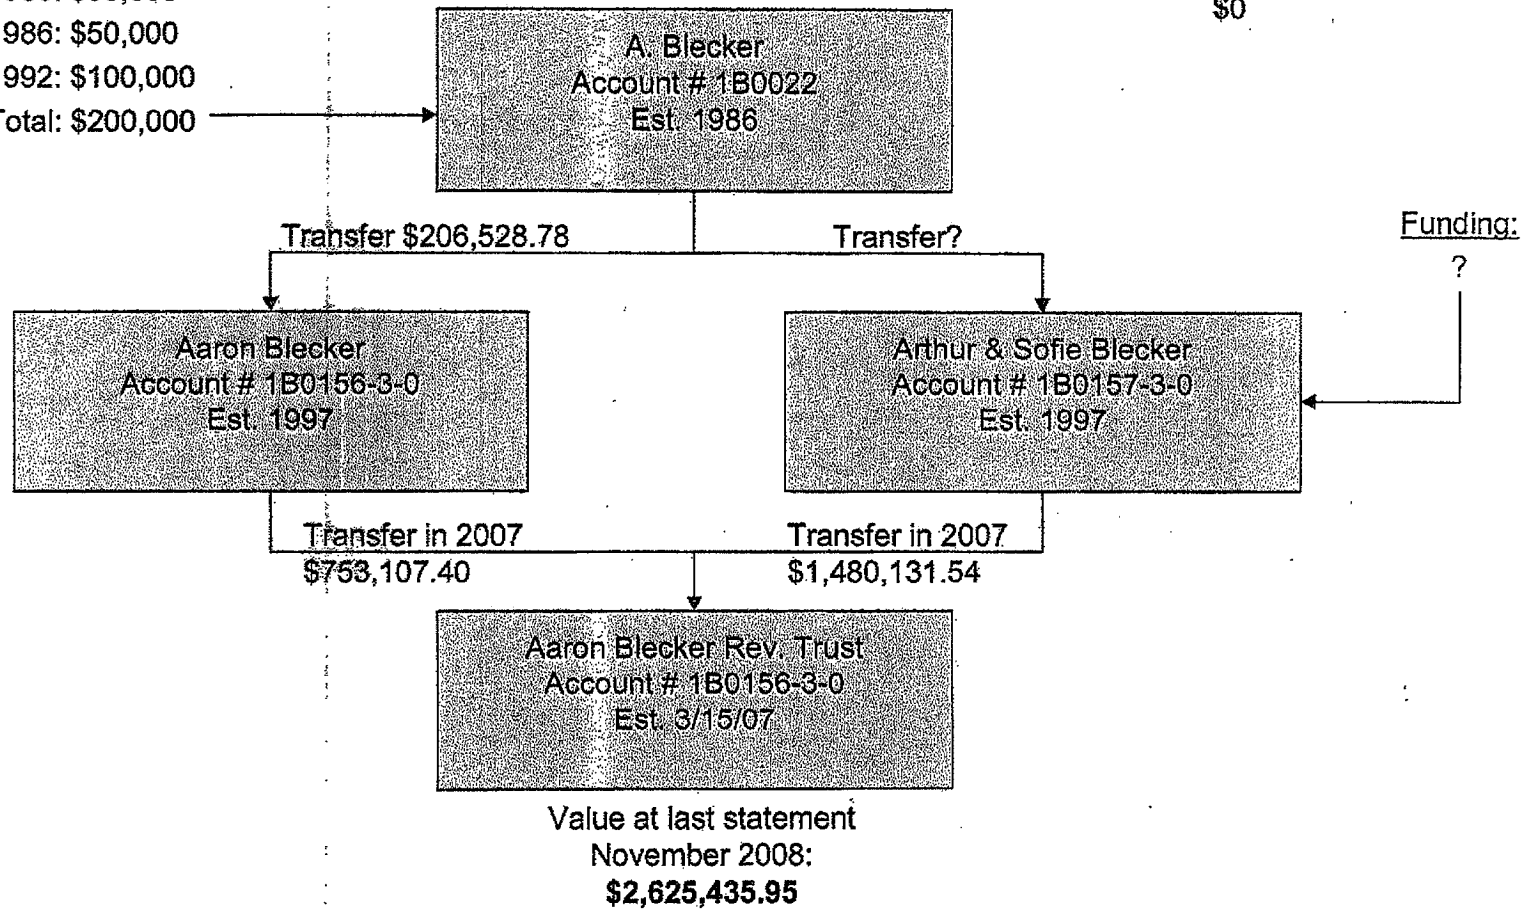 $0
986: $50,000
992: $100,000
Total: $200,000
A. Blecker
Account # 1B0022
Est. 1986
Transfer $206,528.78
Transfer?
Funding:
?
Aaron Blecker
Account # 1B0156-3-0
Est. 1997
Arthur & Sofie Blecker
Account # 1B0157-3-0
Est. 1997
Transfer in 2007
$753,107.40
Transfer in 2007
$1,480,131.54
Aaron Blecker Rev. Trust
Account # 1B0156-3-0
Est. 3/15/07
Value at last statement
November 2008:
$2,625,435.95